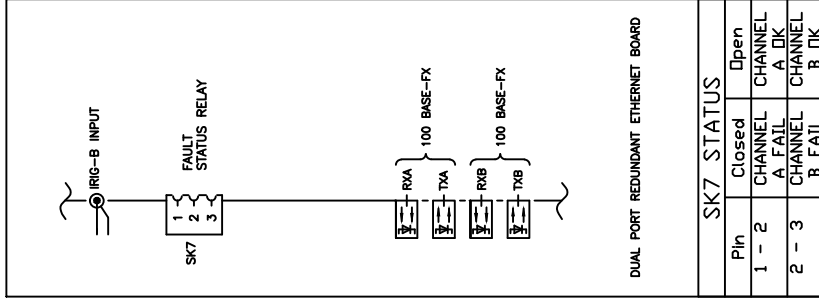 IRIG-B INPUT
FAULT
STATUS RELAY
1
2
3
SK7
RXA
100 BASE-FX
TXA
RXB
100 BASE-FX
TXB
DUAL PORT REDUNDANT ETHERNET BOARD
SK7 STATUS
Pin Closed Open
1 - 2 CHANNEL A FAIL CHANNEL A OK
2 - 3 CHANNEL B FAIL CHANNEL B OK